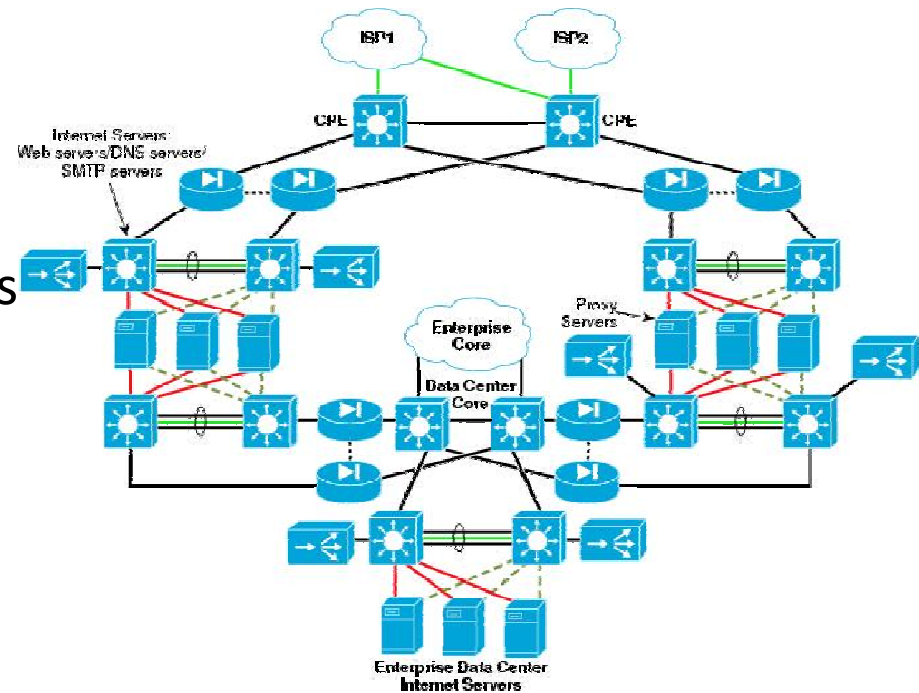 ISP1
ISP2
CPE
CPE
Internet Servers
Web servers/DNS servers/
SMTP servers
s
Proxy
Servers
Enterprise
Core
Data Center
Core
Enterprise Data Center
Internet Servers